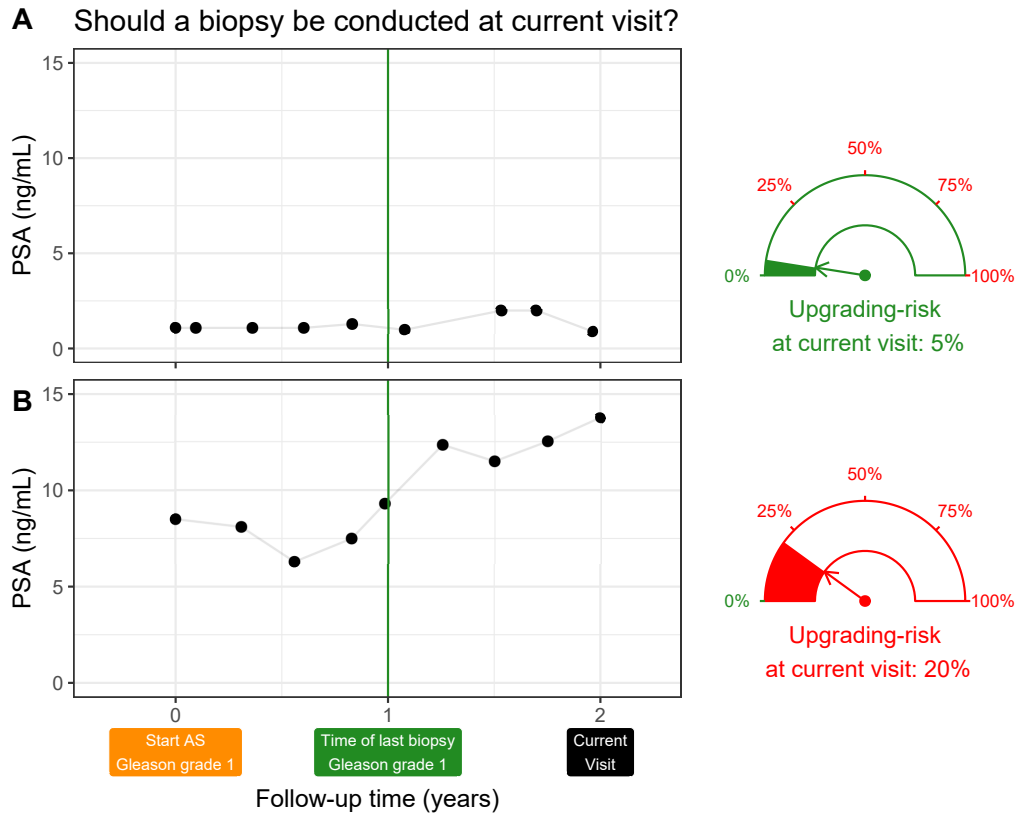 A
Should a biopsy be conducted at current visit?
PSA (ng/mL)
15
10
5
0
0%
25%
50%
75%
100%
Upgrading-risk
at current visit: 5%
B
PSA (ng/mL)
15
10
5
0
0%
25%
50%
75%
100%
Upgrading-risk
at current visit: 20%
0
1
2
Start AS
Gleason grade 1
Time of last biopsy
Gleason grade 1
Current
Visit
Follow-up time (years)